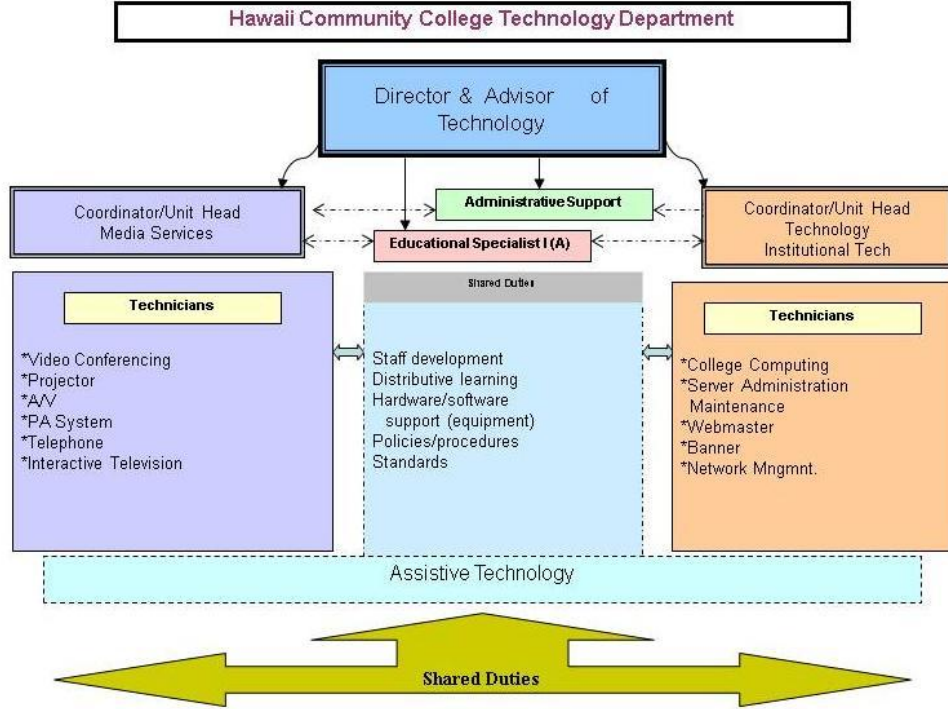 Hawaii Community College Technology Department
Director & Advisor of
Technology
Coordinator/Unit Head
Media Services
Administrative Support
Educational Specialist I (A)
Coordinator/Unit Head
Technology
Institutional Tech
Technicians
*Video Conferencing
*Projector
*A/V
*PA System
*Telephone
*Interactive Television
Shared Duties
Staff development
Distributive learning
Hardware/software
support (equipment)
Policies/procedures
Standards
Technicians
*College Computing
*Server Administration
Maintenance
*Webmaster
*Banner
*Network Mngmnt.
Assistive Technology
Shared Duties